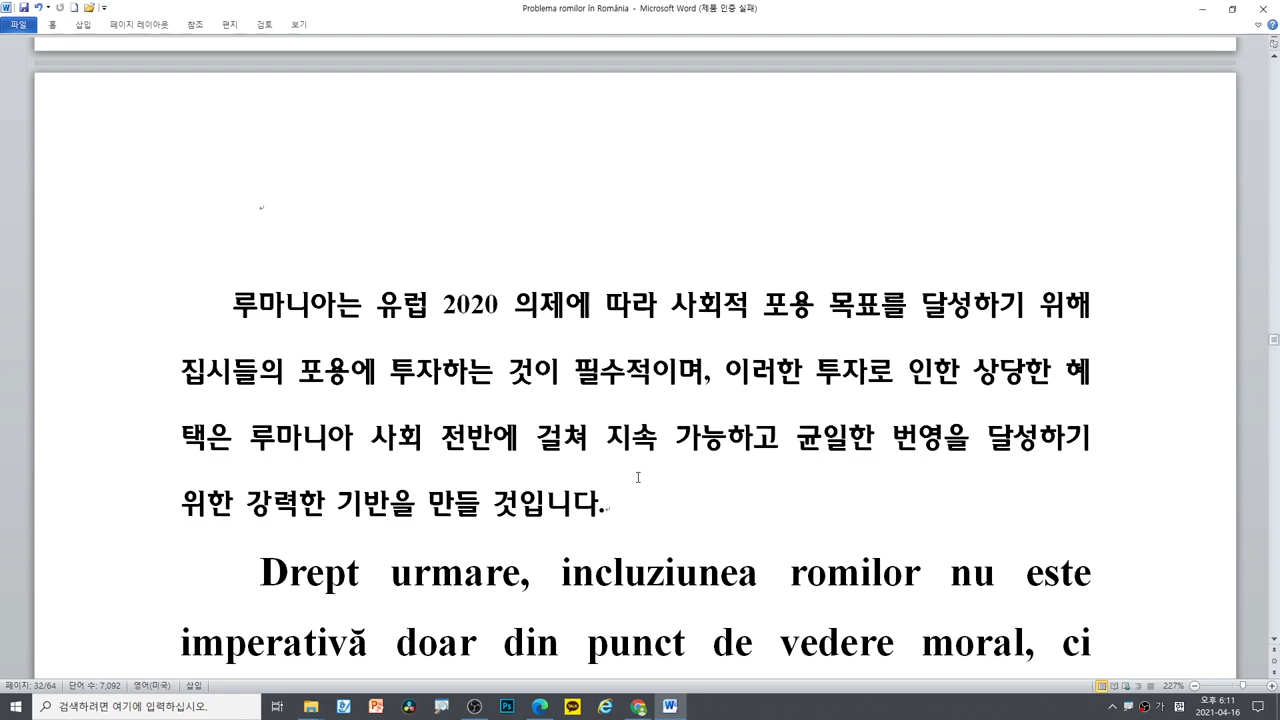 Problema romilor în România - Microsoft Word (제품 인증 실패)
파일 홈 삽입 페이지 레이아웃 참조 편지 검토 보기
루마니아는 유럽 2020 의제에 따라 사회적 포용 목표를 달성하기 위해
집시들의 포용에 투자하는 것이 필수적이며, 이러한 투자로 인한 상당한 혜
택은 루마니아 사회 전반에 걸쳐 지속 가능하고 균일한 번영을 달성하기
위한 강력한 기반을 만들 것입니다.
Drept urmare, incluziunea romilor nu este
imperativă doar din punct de vedere moral, ci
페이지: 32/64 단어 수: 7,092 영어(미국) 삽입 227%
검색하려면 여기에 입력하십시오. 가 오후 6:11
2021-04-16